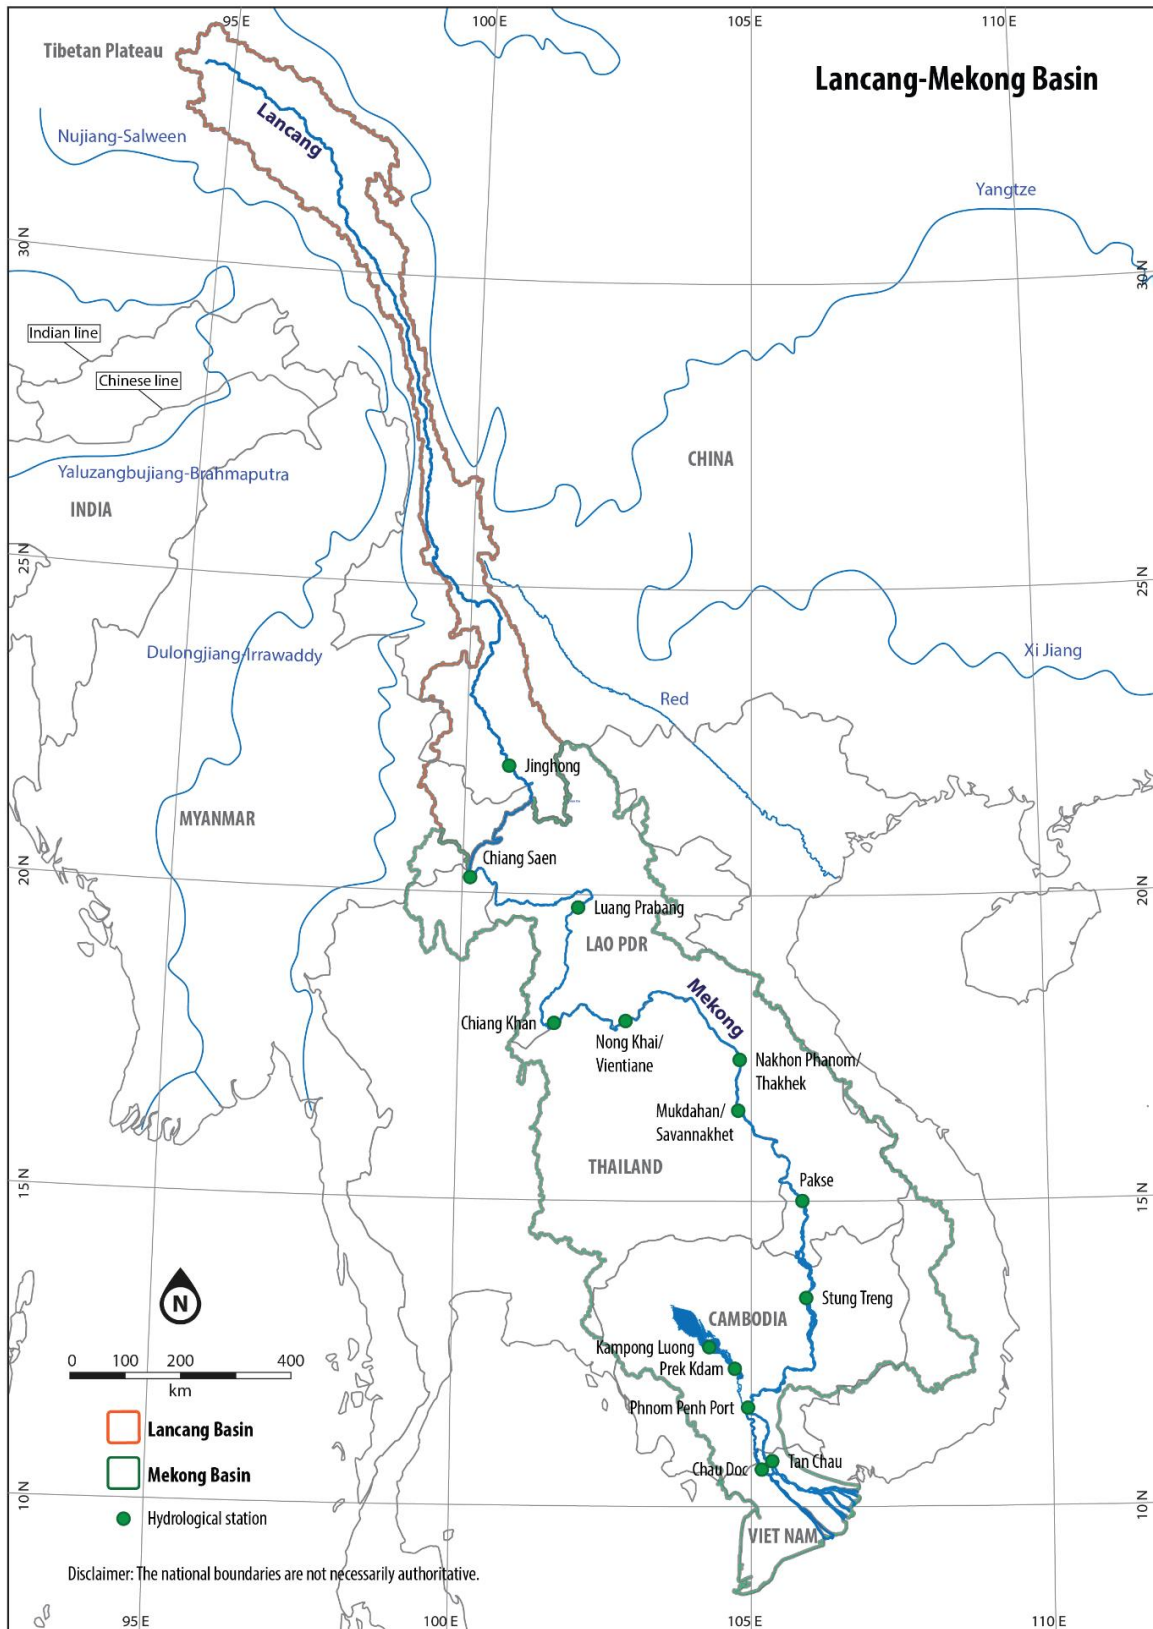 95 E
100 E
105 E
110 E
Tibetan Plateau
Lancang-Mekong Basin
Lancang
Nujiang-Salween
Yangtze
30 N
30 N
Indian line
Chinese line
CHINA
Yaluzangbujiang-Brahmaputra
INDIA
25 N
25 N
Dulongjiang-Irrawaddy
Xi Jiang
Red
Jinghong
MYANMAR
Chiang Saen
20 N
20 N
Luang Prabang
LAO PDR
Mekong
Chiang Khan
Nong Khai/
Vientiane
Nakhon Phanom/
Thakhek
Mukdahan/
Savannakhet
THAILAND
Pakse
15 N
15 N
N
Stung Treng
CAMBODIA
Kampong Luong
Prek Kdam
0 100 200 400
km
Phnom Penh Port
Lancang Basin
Tan Chau
Chau Doc
Mekong Basin
10 N
10 N
Hydrological station
VIET NAM
Disclaimer: The national boundaries are not necessarily authoritative.
95 E
100 E
105 E
110 E